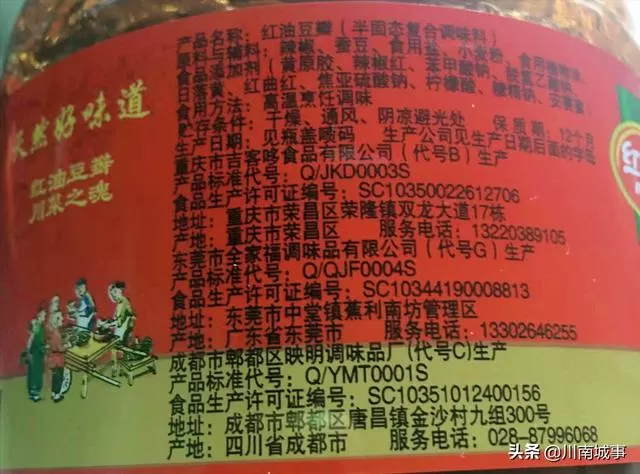 产品名称：红油豆瓣（半固态复合调味料）
原料与辅料：辣椒、蚕豆、食用盐、小麦粉、食用植物油、
食品添加剂（黄原胶、辣椒红、苯甲酸钠、脱氢乙酸钠、
日落黄、红曲红、焦亚硫酸钠、柠檬酸、糖精钠、安赛蜜）
食用方法：高温烹饪调味
贮存条件：干燥、通风、阴凉避光处 保质期：12个月
生产日期：见瓶盖喷码 生产公司见生产日期后面的字母
重庆市吉客哆食品有限公司（代号B）生产
产品标准代号：Q/JKD0003S
食品生产许可证编号：SC10350022612706
地址：重庆市荣昌区荣隆镇双龙大道17栋
产地：重庆市荣昌区 服务电话：13220389105
东莞市全家福调味品有限公司（代号G）生产
产品标准代号：Q/QJF0004S
食品生产许可证编号：SC10344190008813
地址：东莞市中堂镇蕉利南坊管理区
产地：广东省东莞市 服务电话：13302646255
成都市郫都区映明调味品厂（代号C)生产
产品标准代号：Q/YMT0001S
食品生产许可证编号：SC10351012400156
地址：成都市郫都区唐昌镇金沙村九组300号
产地：四川省成都市 服务电话：028-87996068
天然好味道
红油豆瓣
川菜之魂
红
头条 @川南城事